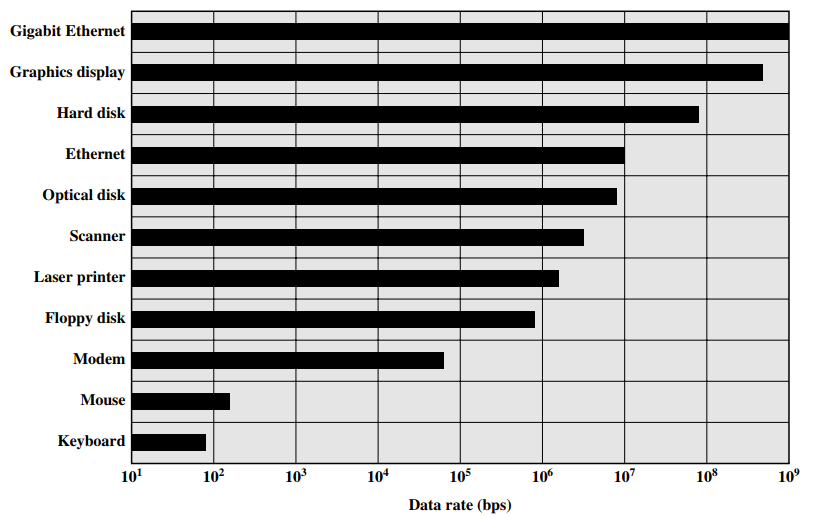 Gigabit Ethernet
Graphics display
Hard disk
Ethernet
Optical disk
Scanner
Laser printer
Floppy disk
Modem
Mouse
Keyboard
10¹ 10² 10³ 10⁴ 10⁵ 10⁶ 10⁷ 10⁸ 10⁹
Data rate (bps)